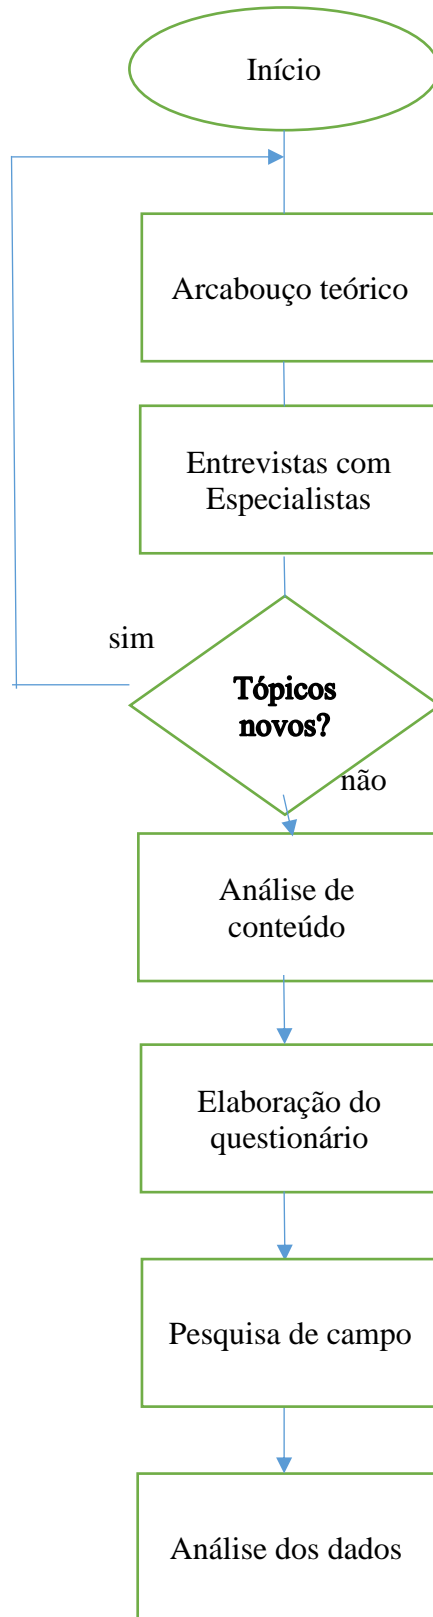 Início
Arcabouço teórico
Entrevistas com
Especialistas
sim
Tópicos
novos?
não
Análise de
conteúdo
Elaboração do
questionário
Pesquisa de campo
Análise dos dados